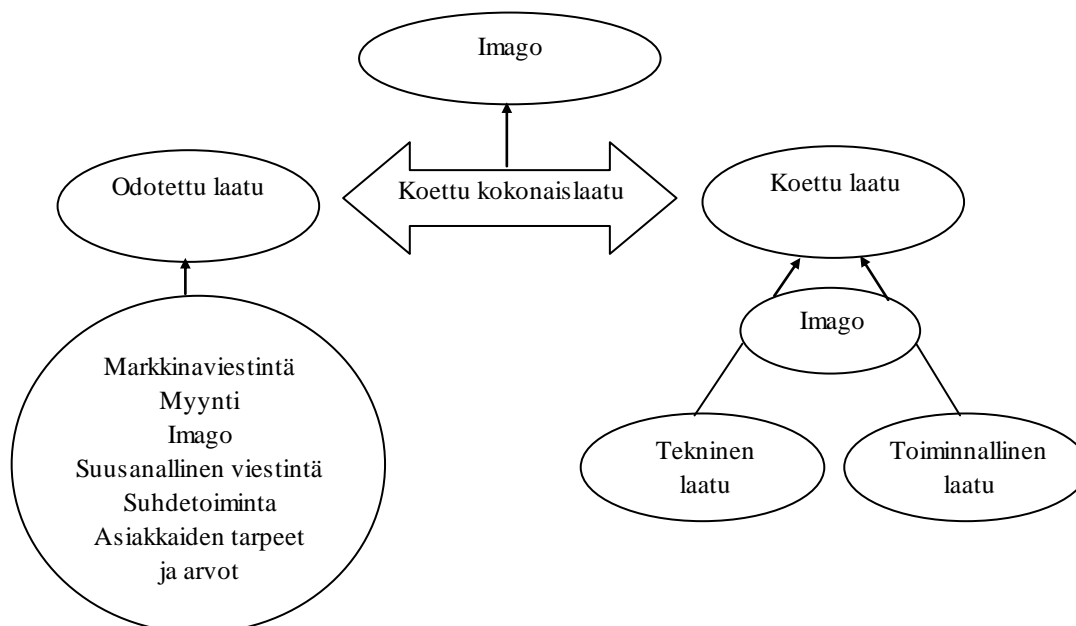 Imago
Odotettu laatu
Koettu kokonaislaatu
Koettu laatu
Markkinaviestintä
Myynti
Imago
Suusanallinen viestintä
Suhdetoiminta
Asiakkaiden tarpeet
ja arvot
Imago
Tekninen
laatu
Toiminnallinen
laatu